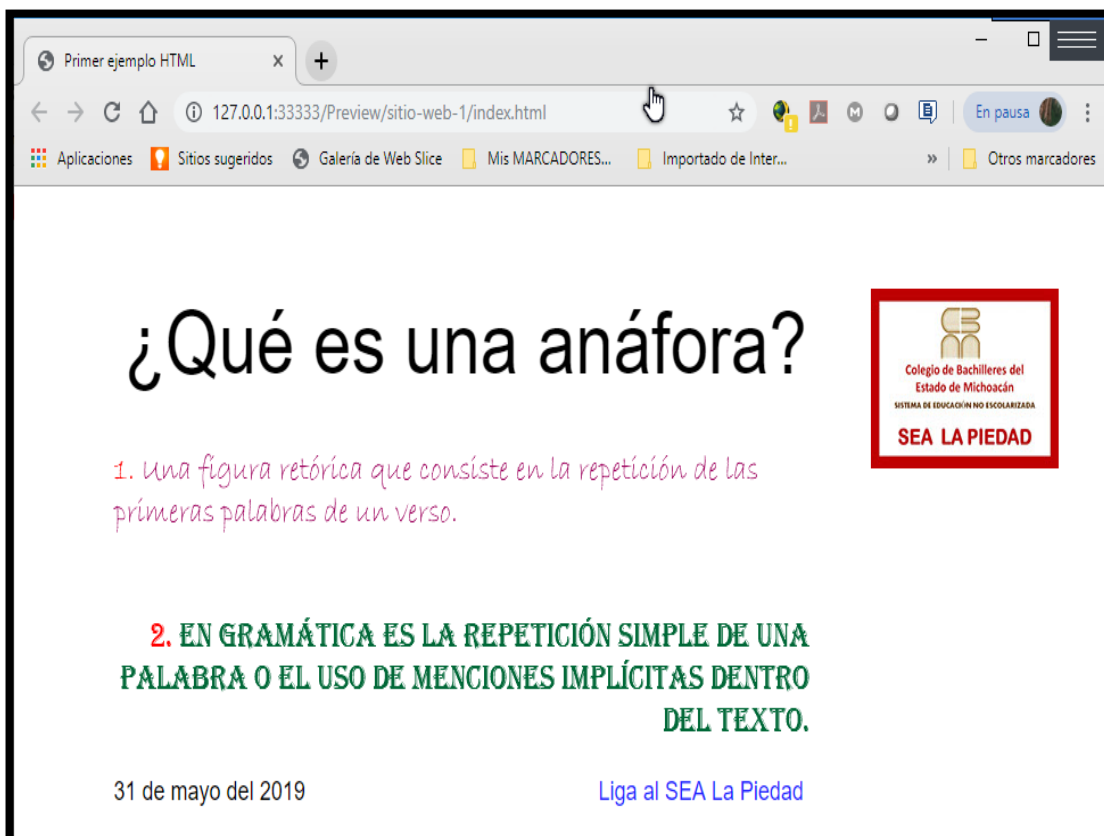 Primer ejemplo HTML
127.0.0.1:33333/Preview/sitio-web-1/index.html
En pausa
Aplicaciones
Sitios sugeridos
Galería de Web Slice
Mis MARCADORES...
Importado de Inter...
»
Otros marcadores
¿Qué es una anáfora?
Colegio de Bachilleres del
Estado de Michoacán
SISTEMA DE EDUCACIÓN NO ESCOLARIZADA
SEA LA PIEDAD
1. Una figura retórica que consiste en la repetición de las
primeras palabras de un verso.
2. EN GRAMÁTICA ES LA REPETICIÓN SIMPLE DE UNA
PALABRA O EL USO DE MENCIONES IMPLÍCITAS DENTRO
DEL TEXTO.
31 de mayo del 2019
Liga al SEA La Piedad